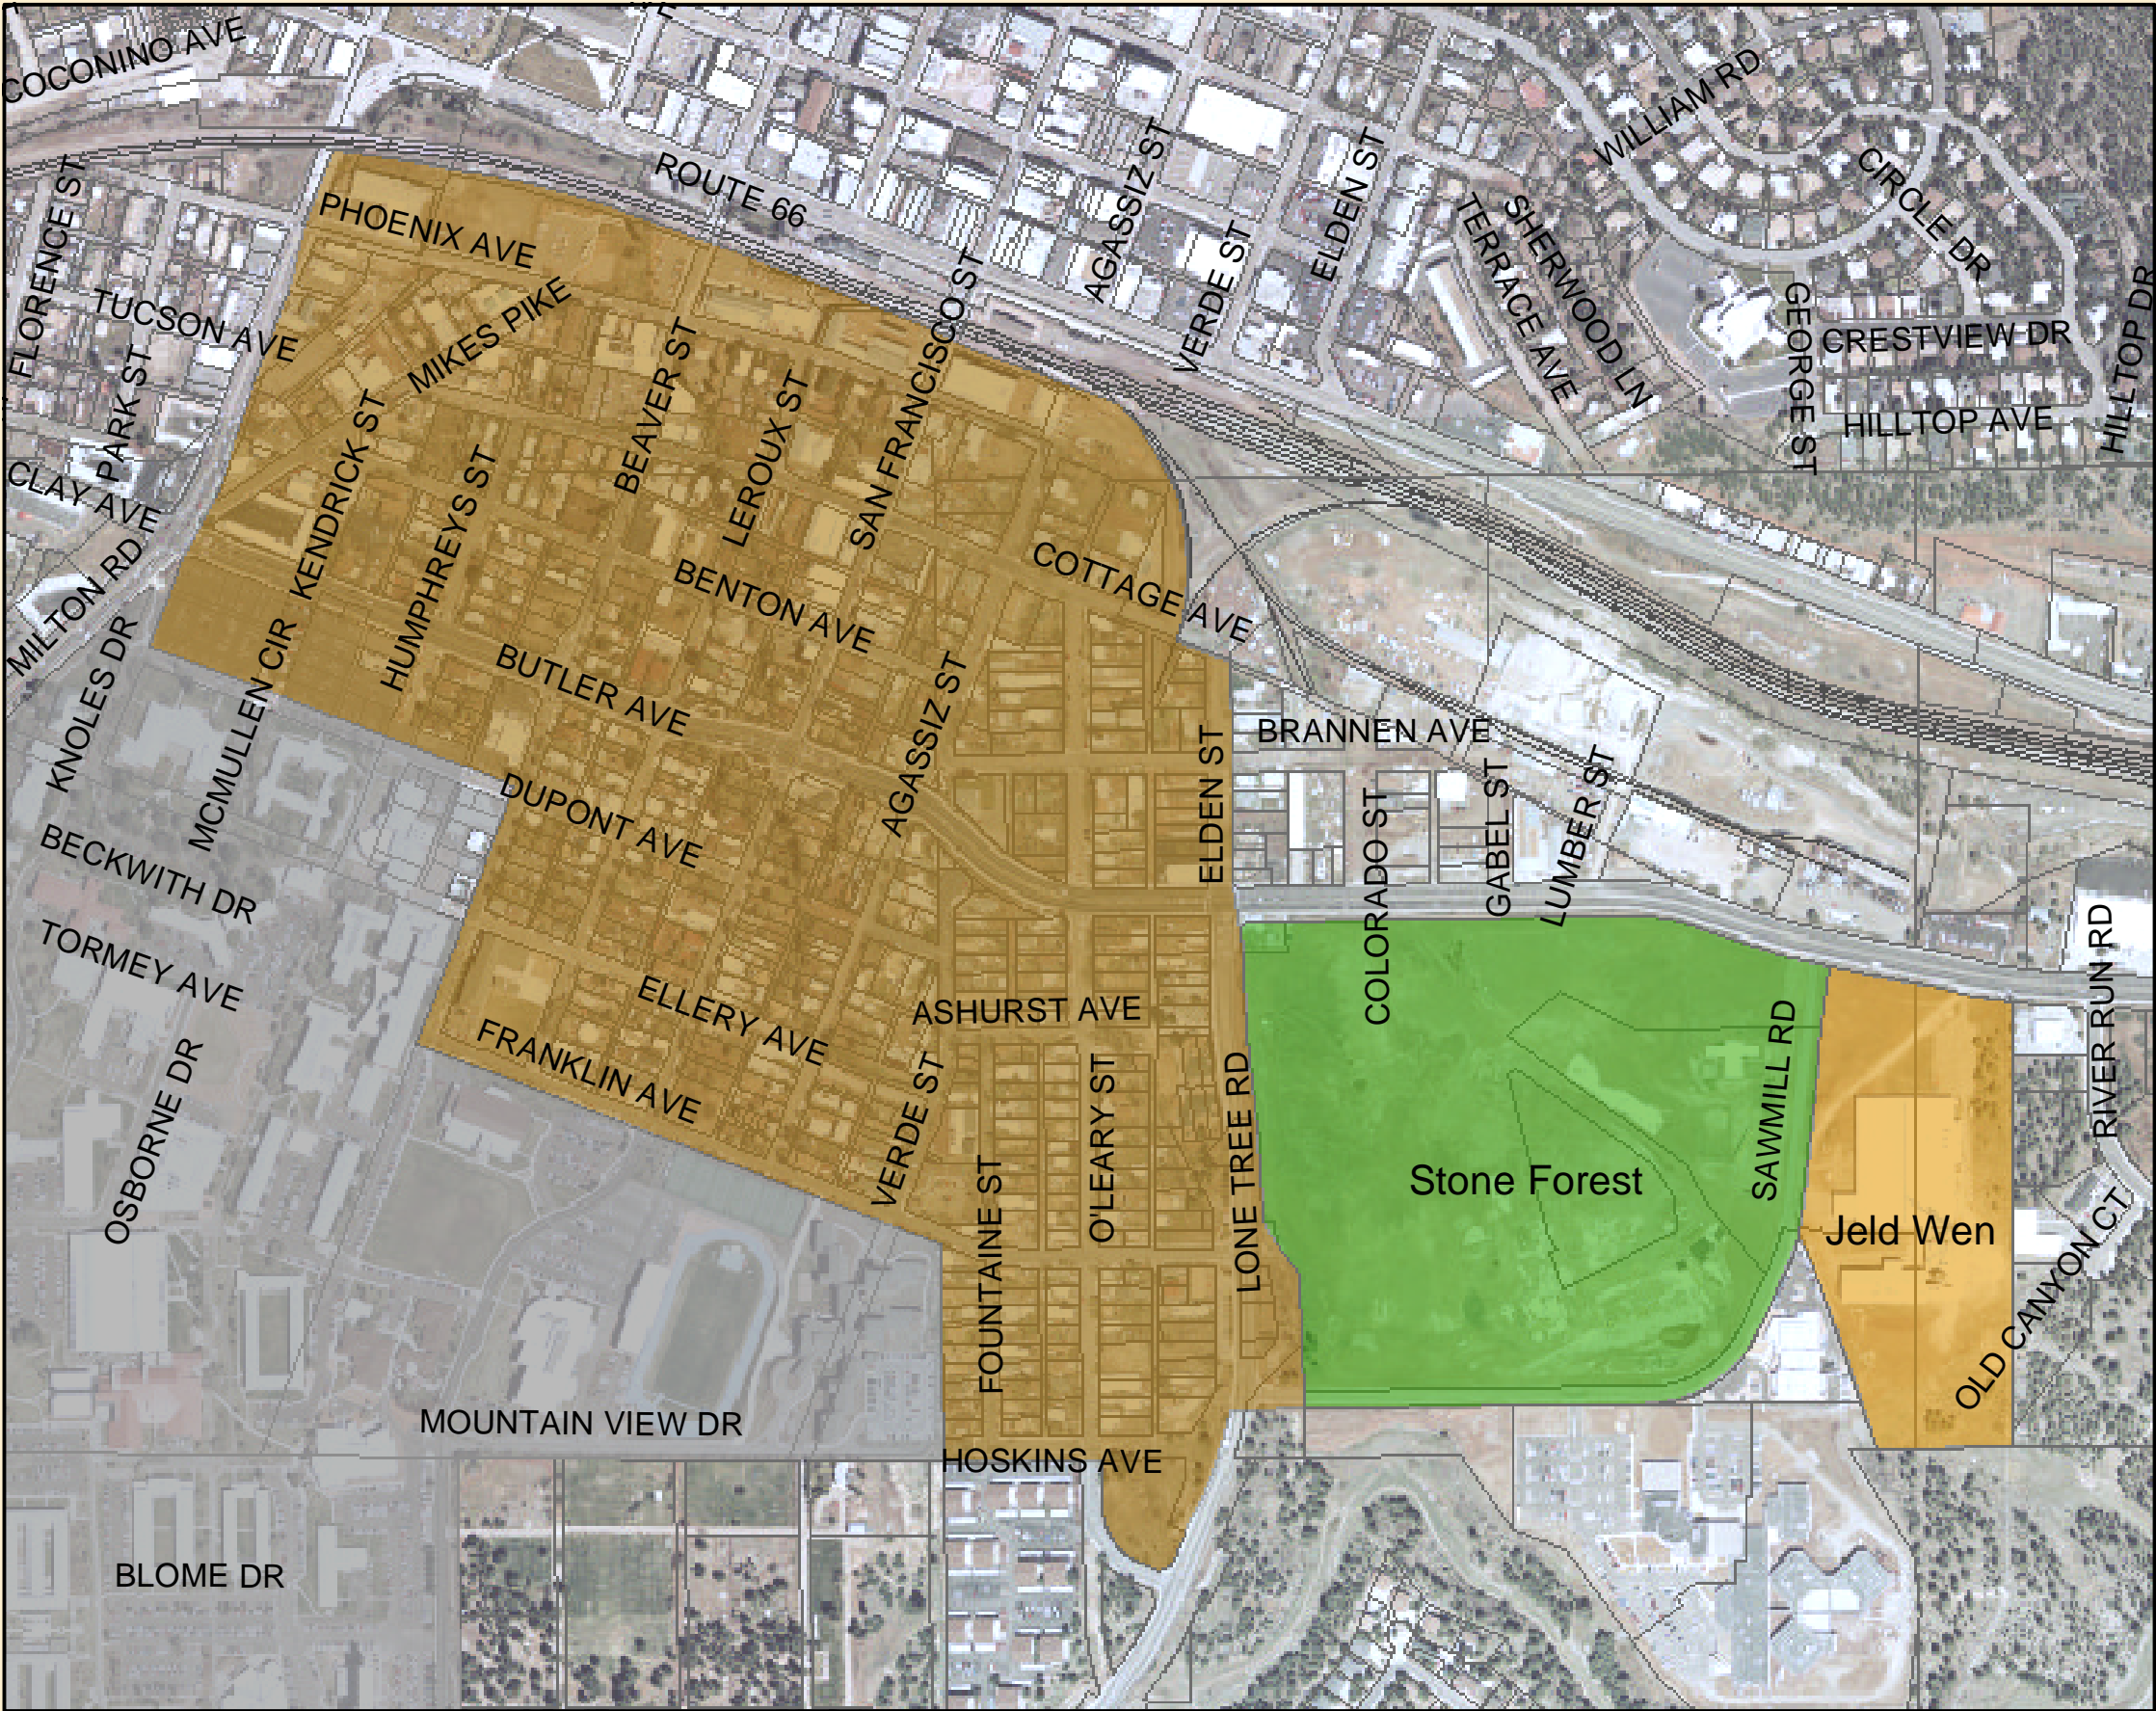 COCONINO AVE
WILLIAM RD
CIRCLE DR
ROUTE 66
AGASSIZ ST
ELDEN ST
SHERWOOD LN
TERRACE AVE
FLORENCE ST
PHOENIX AVE
VERDE ST
GEORGE ST
CRESTVIEW DR
HILLTOP DR
TUCSON AVE
MIKES PIKE
BEAVER ST
SAN FRANCISCO ST
HILLTOP AVE
PARK ST
LEROUX ST
CLAY AVE
KENDRICK ST
HUMPHREYS ST
MILTON RD
BENTON AVE
COTTAGE AVE
KNOLES DR
MCMULLEN CIR
BUTLER AVE
AGASSIZ ST
BRANNEN AVE
ELDEN ST
COLORADO ST
GABEL ST
LUMBER ST
DUPONT AVE
BECKWITH DR
TORMEY AVE
RIVER RUN RD
ELLERY AVE
ASHURST AVE
SAWMILL RD
FRANKLIN AVE
OSBORNE DR
VERDE ST
O'LEARY ST
LONE TREE RD
Stone Forest
Jeld Wen
FOUNTAINE ST
OLD CANYON CT
MOUNTAIN VIEW DR
HOSKINS AVE
BLOME DR